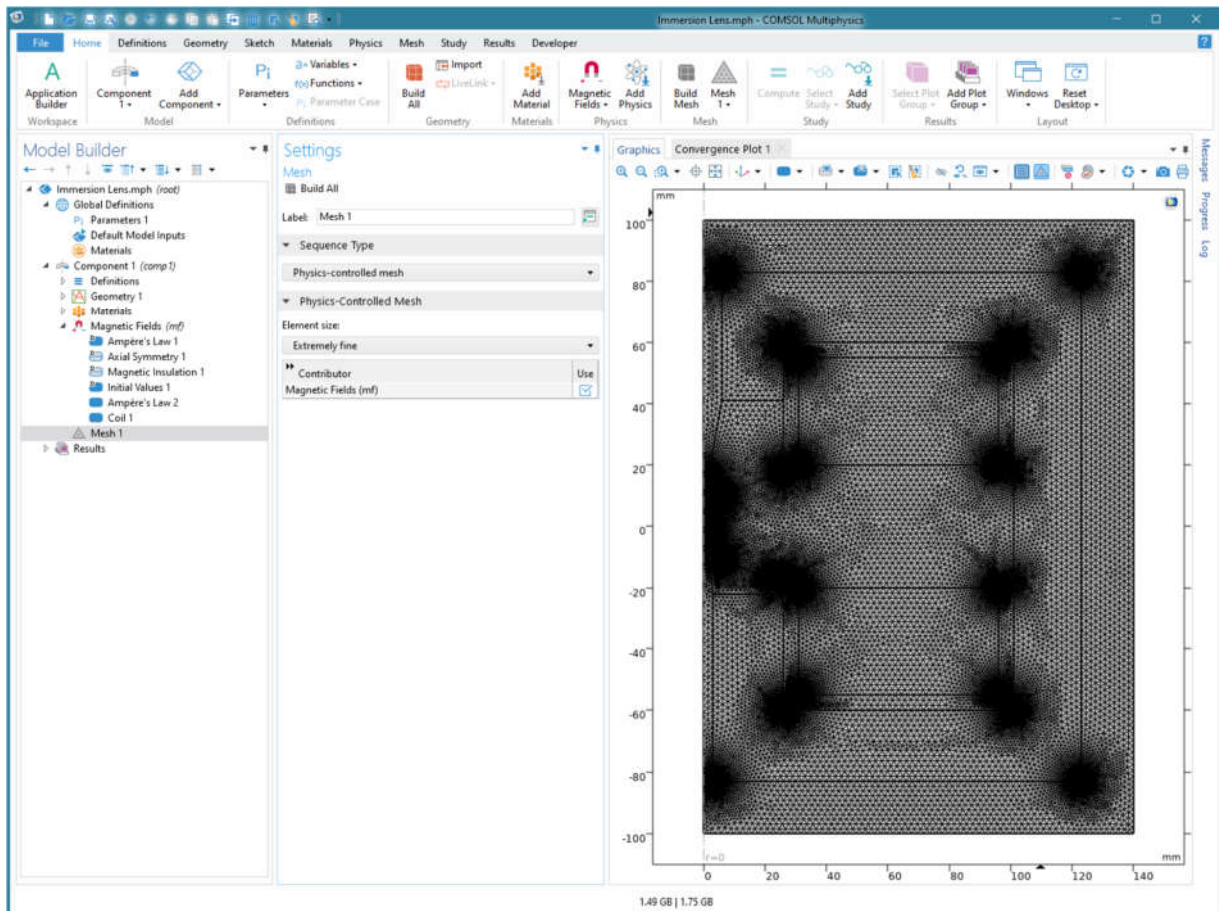 Immersion Lens.mph - COMSOL Multiphysics
File Home Definitions Geometry Sketch Materials Physics Mesh Study Results Developer
Application Builder
Component 1
Add Component
Pi Parameters
a= Variables
f(x) Functions
Pi Parameter Case
Build All
Import
LiveLink
Add Material
Magnetic Fields
Add Physics
Build Mesh
Mesh 1
Compute
Select Study
Add Study
Select Plot Group
Add Plot Group
Windows
Reset Desktop
Workspace Model Definitions Geometry Materials Physics Mesh Study Results Layout
Model Builder
Immersion Lens.mph (root)
Global Definitions
Pi Parameters 1
Default Model Inputs
Materials
Component 1 (comp1)
Definitions
Geometry 1
Materials
Magnetic Fields (mf)
Ampère's Law 1
Axial Symmetry 1
Magnetic Insulation 1
Initial Values 1
Ampère's Law 2
Coil 1
Mesh 1
Results
Settings
Mesh
Build All
Label: Mesh 1
Sequence Type
Physics-controlled mesh
Physics-Controlled Mesh
Element size:
Extremely fine
Contributor Use
Magnetic Fields (mf)
Graphics Convergence Plot 1
mm
100
80
60
40
20
0
-20
-40
-60
-80
-100
r=0
mm
0 20 40 60 80 100 120 140
Messages
Progress
Log
1.49 GB | 1.75 GB